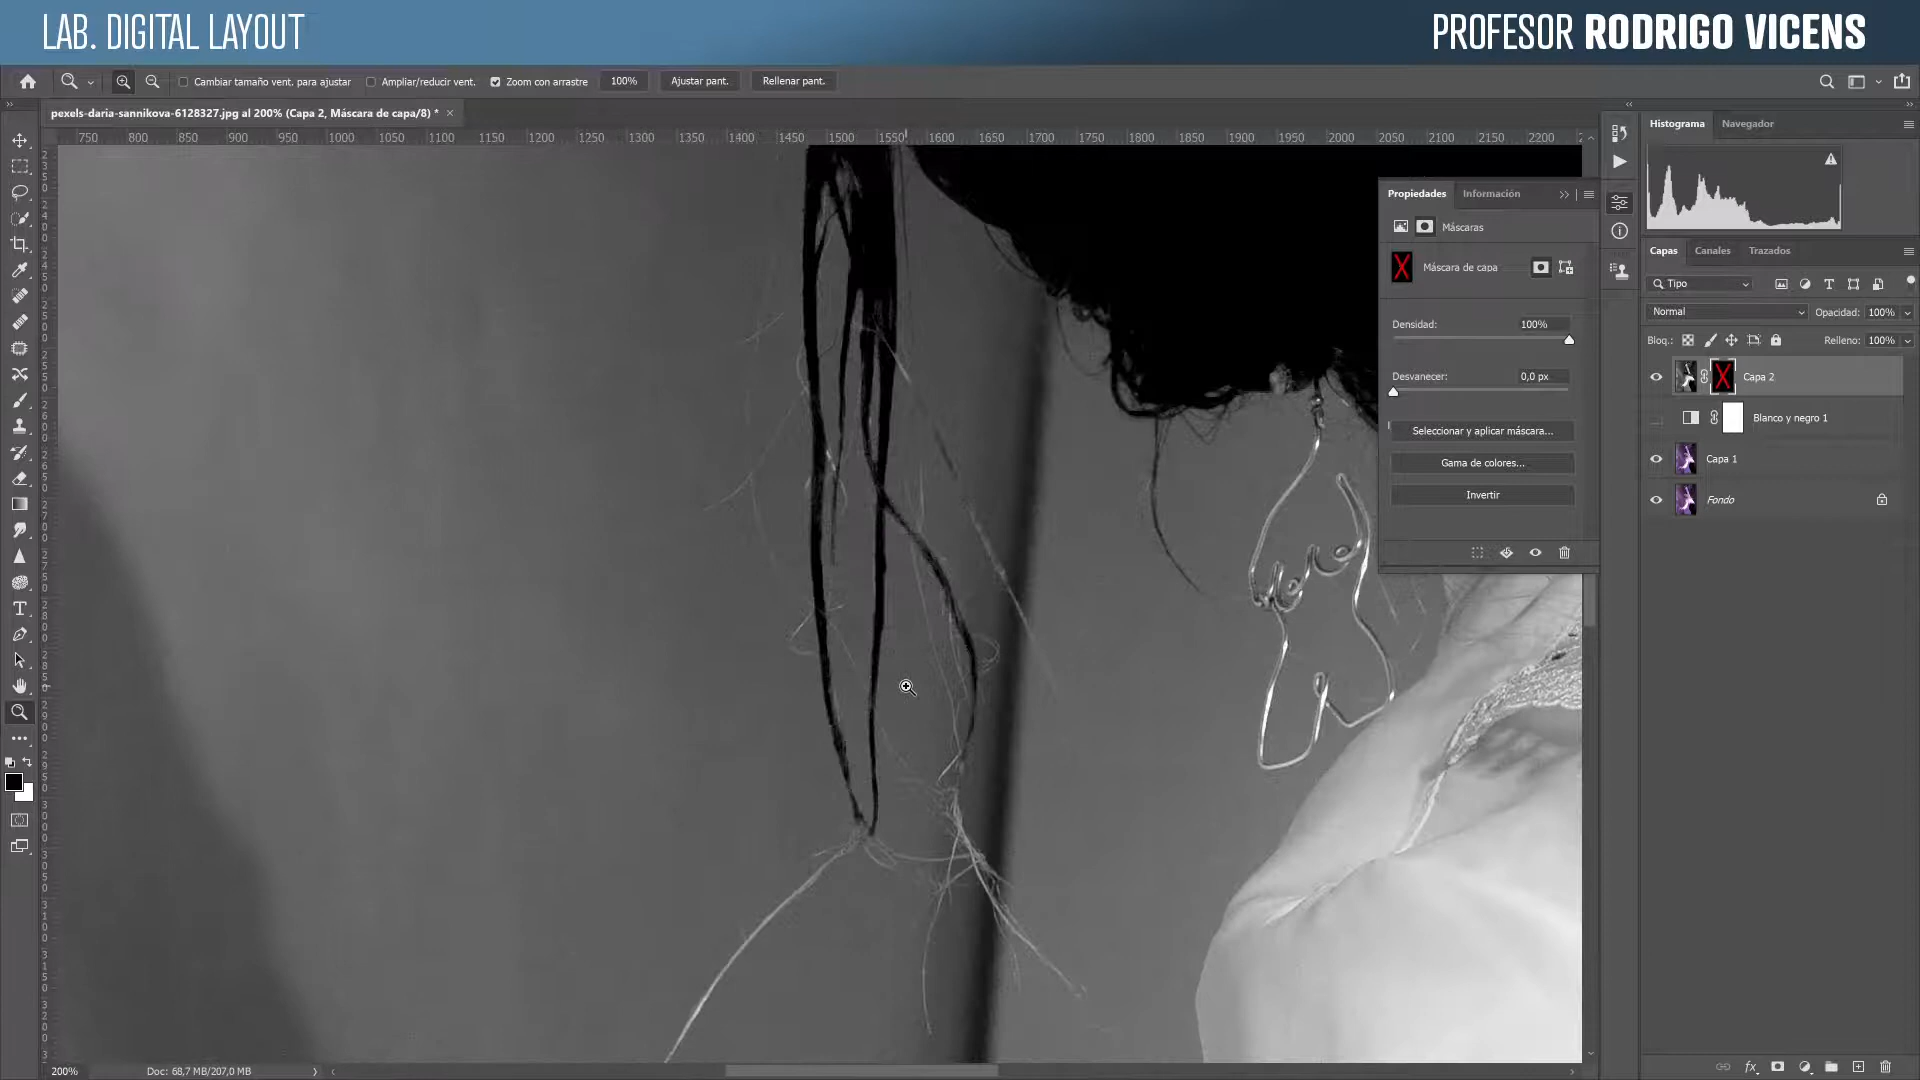 LAB. DIGITAL LAYOUT
PROFESOR RODRIGO VICENS
Cambiar tamaño vent. para ajustar
Ampliar/reducir vent.
Zoom con arrastre
100%
Ajustar pant.
Rellenar pant.
pexels-daria-sannikova-6128327.jpg al 200% (Capa 2, Máscara de capa/8) *
750 800 850 900 950 1000 1050 1100 1150 1200 1250 1300 1350 1400 1450 1500 1550 1600 1650 1700 1750 1800 1850 1900 1950 2000 2050 2100 2150 2200
Histograma
Navegador
Propiedades
Información
Máscaras
Máscara de capa
Densidad:
100%
Desvanecer:
0,0 px
Seleccionar y aplicar máscara...
Gama de colores...
Invertir
Capas
Canales
Trazados
Tipo
Normal
Opacidad: 100%
Bloq.:
Relleno: 100%
Capa 2
Blanco y negro 1
Capa 1
Fondo
200%
Doc: 68,7 MB/207,0 MB